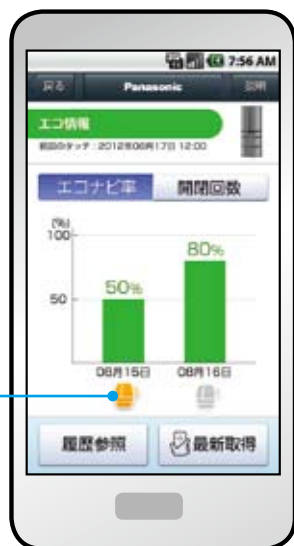 7:56 AM
戻る Panasonic 説明
エコ情報
前回のタッチ：2012年06月17日 12:00
エコナビ率 開閉回数
(%)
100
80%
50%
50
06月15日 06月16日
履歴参照 最新取得